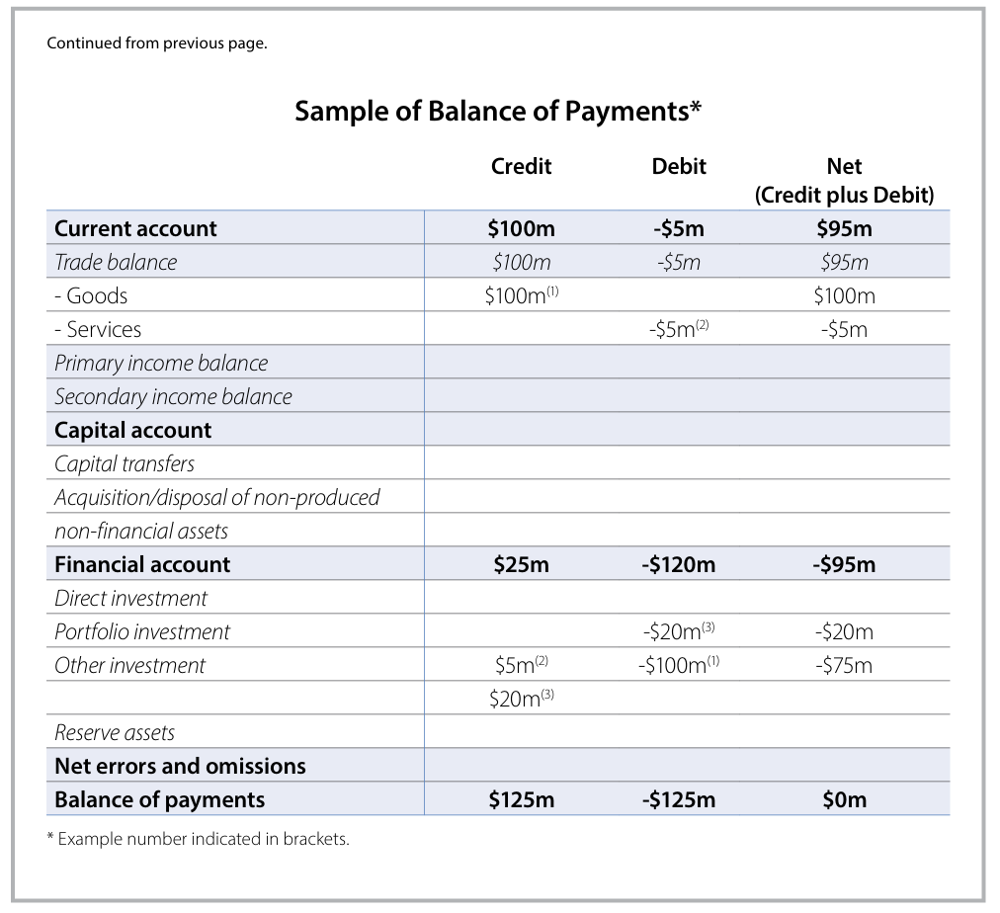 Continued from previous page.
Sample of Balance of Payments*
Credit Debit Net
(Credit plus Debit)
Current account $100m -$5m $95m
Trade balance $100m -$5m $95m
- Goods $100m(1) $100m
- Services -$5m(2) -$5m
Primary income balance
Secondary income balance
Capital account
Capital transfers
Acquisition/disposal of non-produced
non-financial assets
Financial account $25m -$120m -$95m
Direct investment
Portfolio investment -$20m(3) -$20m
Other investment $5m(2) -$100m(1) -$75m
$20m(3)
Reserve assets
Net errors and omissions
Balance of payments $125m -$125m $0m
* Example number indicated in brackets.